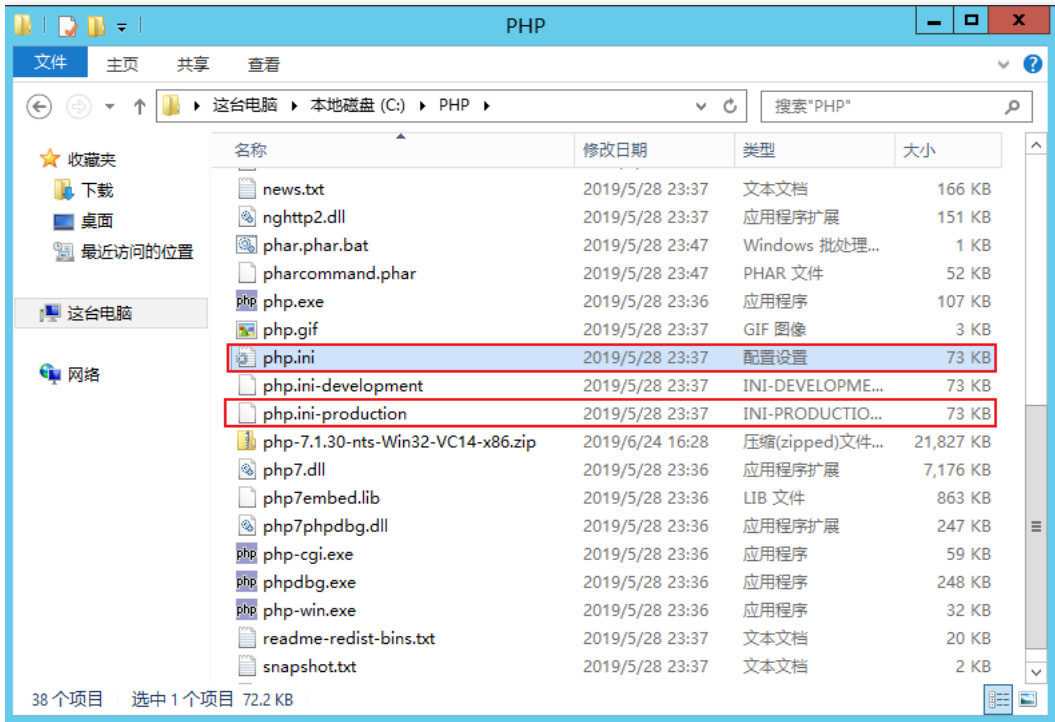 PHP
文件 主页 共享 查看
这台电脑 本地磁盘 (C:) PHP 搜索"PHP"
收藏夹
下载
桌面
最近访问的位置
这台电脑
网络
名称 修改日期 类型 大小
news.txt 2019/5/28 23:37 文本文档 166 KB
nghttp2.dll 2019/5/28 23:37 应用程序扩展 151 KB
phar.phar.bat 2019/5/28 23:47 Windows 批处理... 1 KB
pharcommand.phar 2019/5/28 23:47 PHAR 文件 52 KB
php php.exe 2019/5/28 23:36 应用程序 107 KB
php.gif 2019/5/28 23:37 GIF 图像 3 KB
php.ini 2019/5/28 23:37 配置设置 73 KB
php.ini-development 2019/5/28 23:37 INI-DEVELOPME... 73 KB
php.ini-production 2019/5/28 23:37 INI-PRODUCTIO... 73 KB
php-7.1.30-nts-Win32-VC14-x86.zip 2019/6/24 16:28 压缩(zipped)文件... 21,827 KB
php7.dll 2019/5/28 23:36 应用程序扩展 7,176 KB
php7embed.lib 2019/5/28 23:36 LIB 文件 863 KB
php7phpdbg.dll 2019/5/28 23:36 应用程序扩展 247 KB
php php-cgi.exe 2019/5/28 23:36 应用程序 59 KB
php phpdbg.exe 2019/5/28 23:36 应用程序 248 KB
php php-win.exe 2019/5/28 23:36 应用程序 32 KB
readme-redist-bins.txt 2019/5/28 23:37 文本文档 20 KB
snapshot.txt 2019/5/28 23:37 文本文档 2 KB
38 个项目 选中 1 个项目 72.2 KB